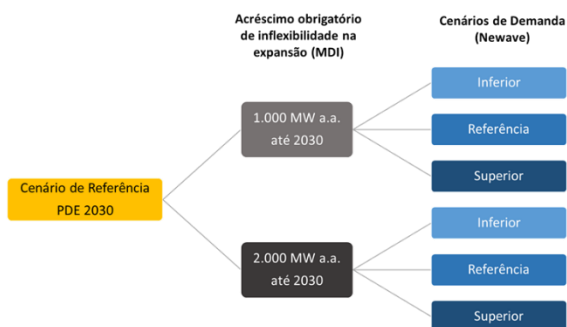 Acréscimo obrigatório
de inflexibilidade na
expansão (MDI)
Cenários de Demanda
(Newave)
Inferior
1.000 MW a.a.
até 2030
Referência
Superior
Cenário de Referência
PDE 2030
Inferior
2.000 MW a.a.
até 2030
Referência
Superior